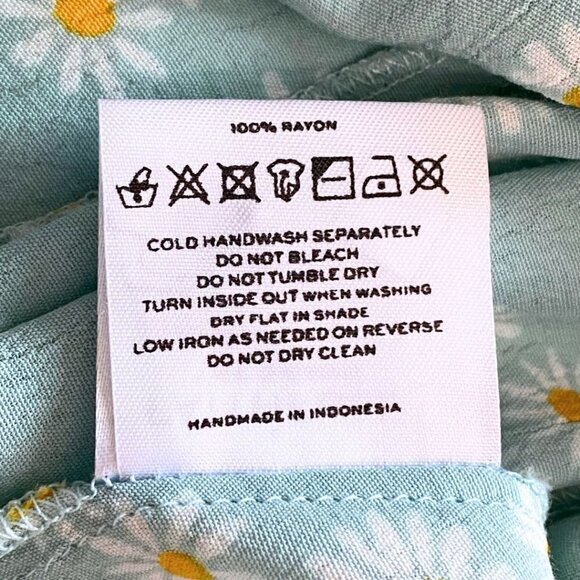 100% RAYON
COLD HANDWASH SEPARATELY
DO NOT BLEACH
DO NOT TUMBLE DRY
TURN INSIDE OUT WHEN WASHING
DRY FLAT IN SHADE
LOW IRON AS NEEDED ON REVERSE
DO NOT DRY CLEAN
HANDMADE IN INDONESIA